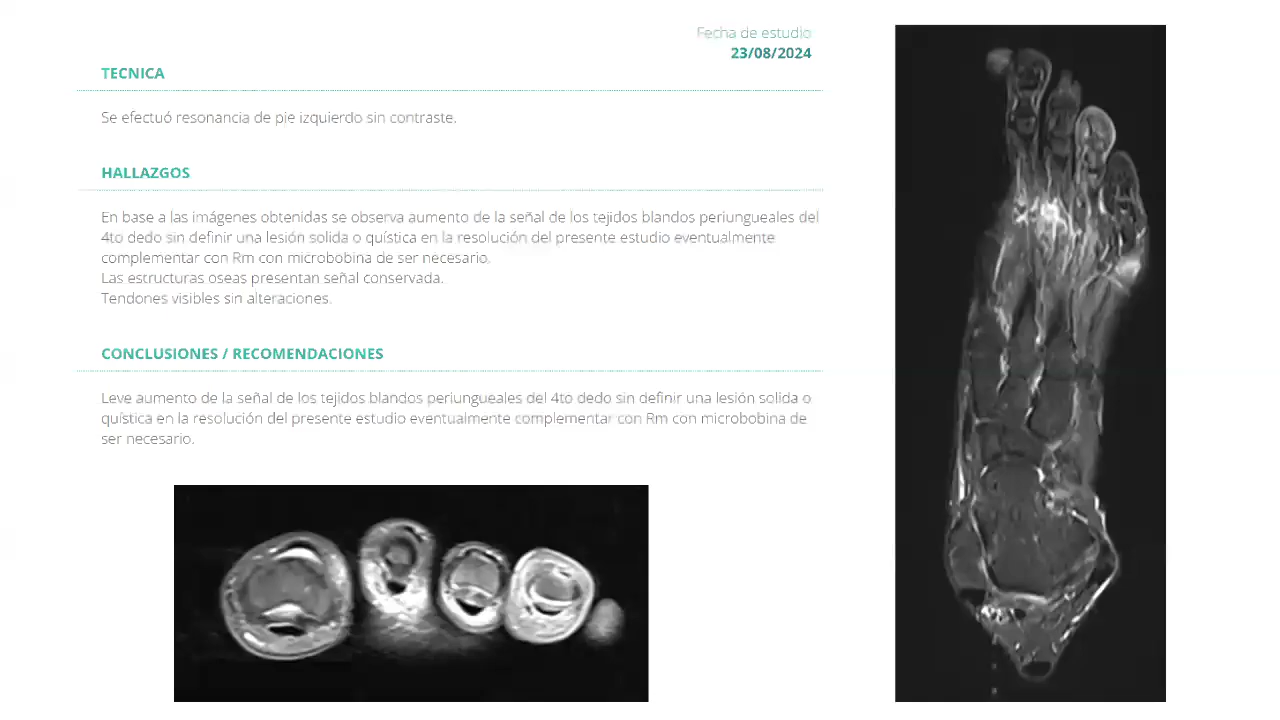 Fecha de estudio
23/08/2024
TECNICA
Se efectuó resonancia de pie izquierdo sin contraste.
HALLAZGOS
En base a las imágenes obtenidas se observa aumento de la señal de los tejidos blandos periungueales del
4to dedo sin definir una lesión solida o quística en la resolución del presente estudio eventualmente
complementar con Rm con microbobina de ser necesario.
Las estructuras oseas presentan señal conservada.
Tendones visibles sin alteraciones.
CONCLUSIONES / RECOMENDACIONES
Leve aumento de la señal de los tejidos blandos periungueales del 4to dedo sin definir una lesión solida o
quística en la resolución del presente estudio eventualmente complementar con Rm con microbobina de
ser necesario.